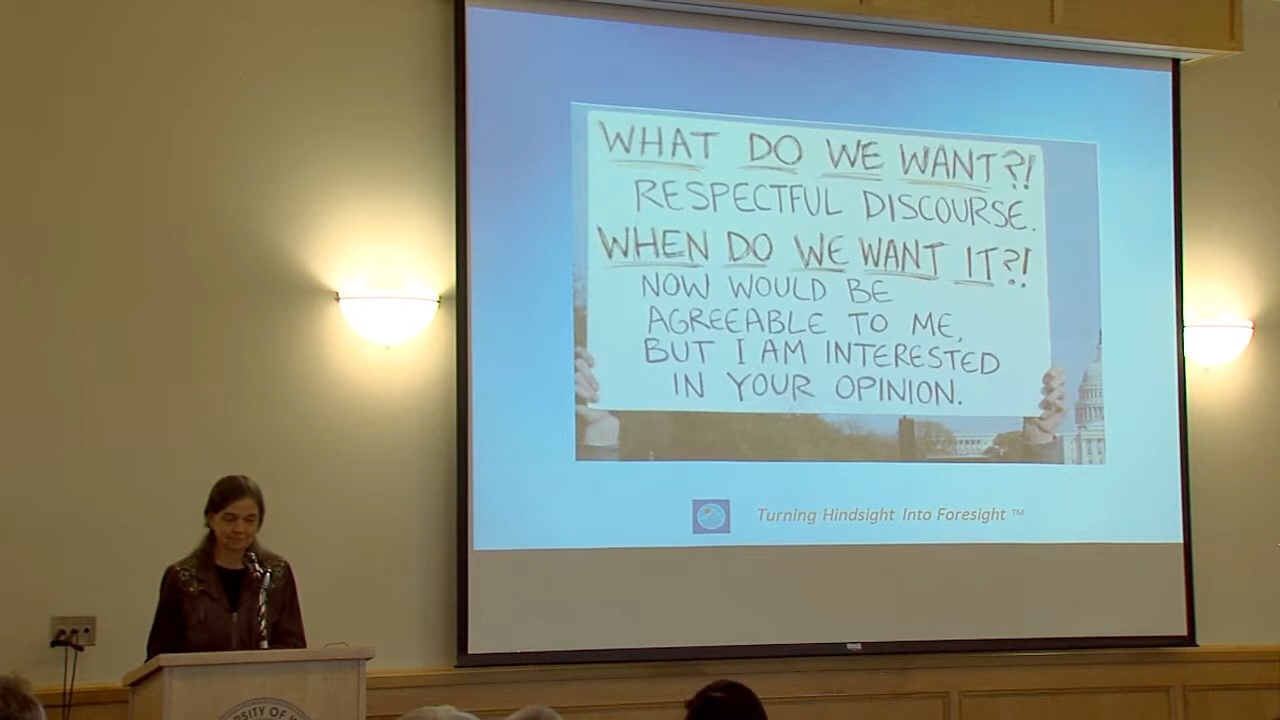 WHAT DO WE WANT?!
RESPECTFUL DISCOURSE.
WHEN DO WE WANT IT?!
NOW WOULD BE
AGREEABLE TO ME,
BUT I AM INTERESTED
IN YOUR OPINION.
Turning Hindsight Into Foresight ™
OF